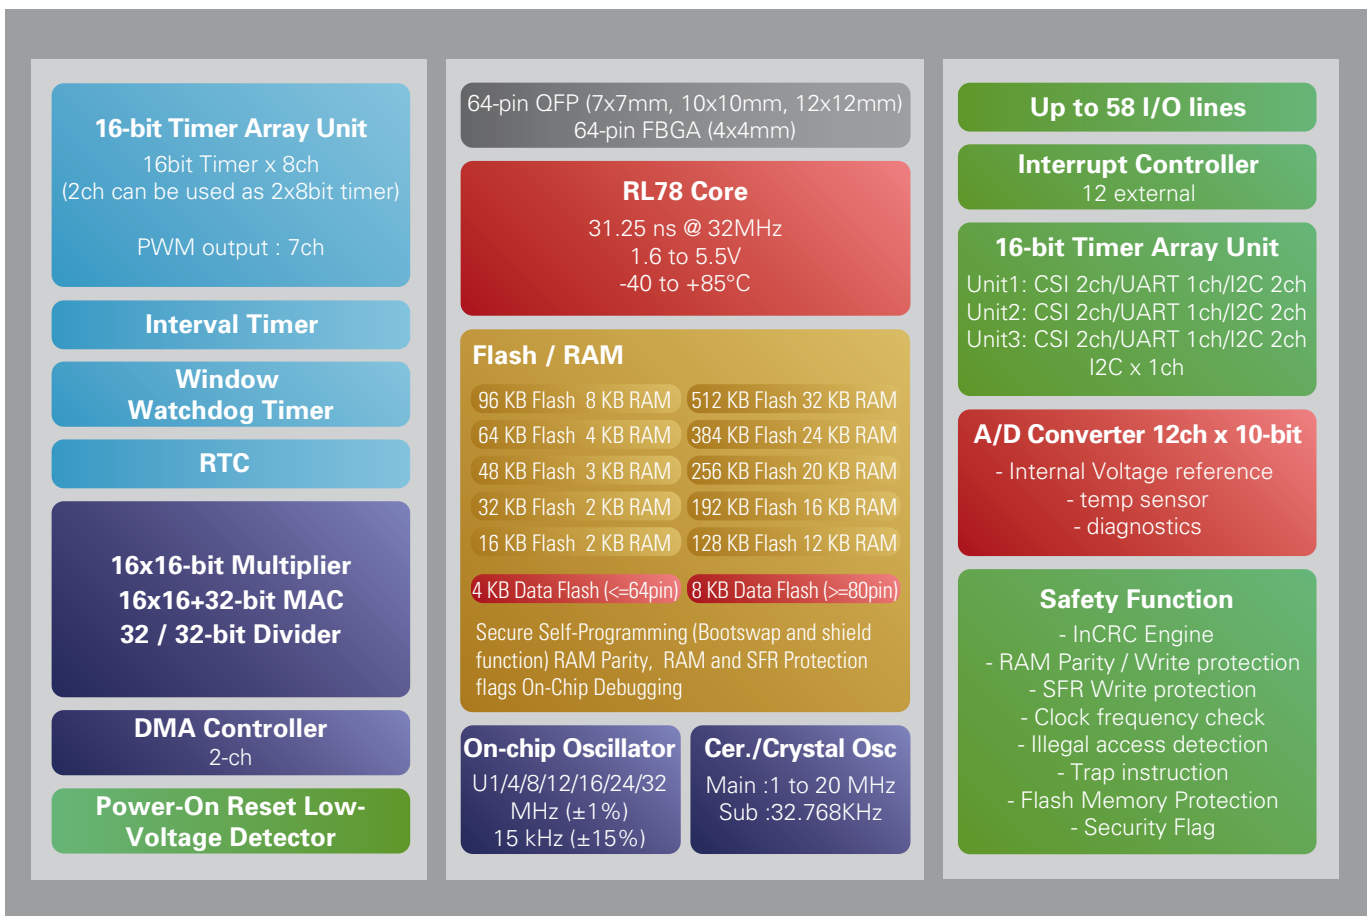 16-bit Timer Array Unit
16bit Timer x 8ch
(2ch can be used as 2x8bit timer)
PWM output : 7ch
Interval Timer
Window
Watchdog Timer
RTC
16x16-bit Multiplier
16x16+32-bit MAC
32 / 32-bit Divider
DMA Controller
2-ch
Power-On Reset Low-
Voltage Detector
64-pin QFP (7x7mm, 10x10mm, 12x12mm)
64-pin FBGA (4x4mm)
RL78 Core
31.25 ns @ 32MHz
1.6 to 5.5V
-40 to +85°C
Flash / RAM
96 KB Flash 8 KB RAM
512 KB Flash 32 KB RAM
64 KB Flash 4 KB RAM
384 KB Flash 24 KB RAM
48 KB Flash 3 KB RAM
256 KB Flash 20 KB RAM
32 KB Flash 2 KB RAM
192 KB Flash 16 KB RAM
16 KB Flash 2 KB RAM
128 KB Flash 12 KB RAM
4 KB Data Flash (<=64pin)
8 KB Data Flash (>=80pin)
Secure Self-Programming (Bootswap and shield
function) RAM Parity, RAM and SFR Protection
flags On-Chip Debugging
On-chip Oscillator
U1/4/8/12/16/24/32
MHz (±1%)
15 kHz (±15%)
Cer./Crystal Osc
Main :1 to 20 MHz
Sub :32.768KHz
Up to 58 I/O lines
Interrupt Controller
12 external
16-bit Timer Array Unit
Unit1: CSI 2ch/UART 1ch/I2C 2ch
Unit2: CSI 2ch/UART 1ch/I2C 2ch
Unit3: CSI 2ch/UART 1ch/I2C 2ch
I2C x 1ch
A/D Converter 12ch x 10-bit
- Internal Voltage reference
- temp sensor
- diagnostics
Safety Function
- InCRC Engine
- RAM Parity / Write protection
- SFR Write protection
- Clock frequency check
- Illegal access detection
- Trap instruction
- Flash Memory Protection
- Security Flag